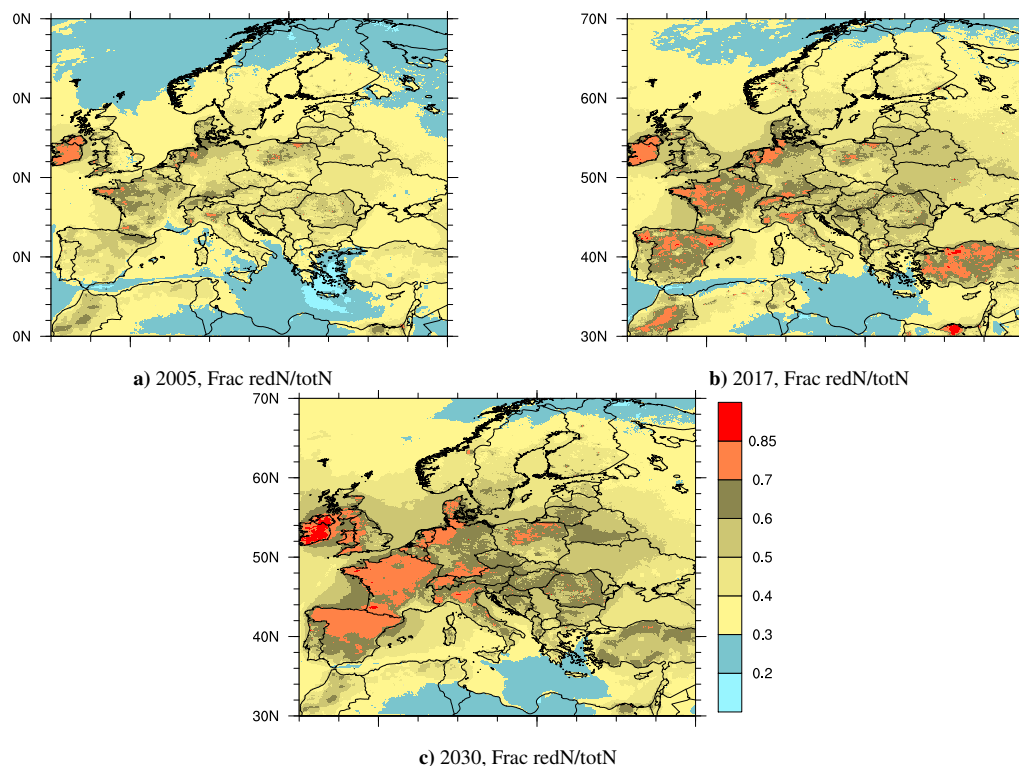 0N
0N
0N
0N
0N
a) 2005, Frac redN/totN
70N
60N
50N
40N
30N
b) 2017, Frac redN/totN
70N
60N
50N
40N
30N
0.85
0.7
0.6
0.5
0.4
0.3
0.2
c) 2030, Frac redN/totN